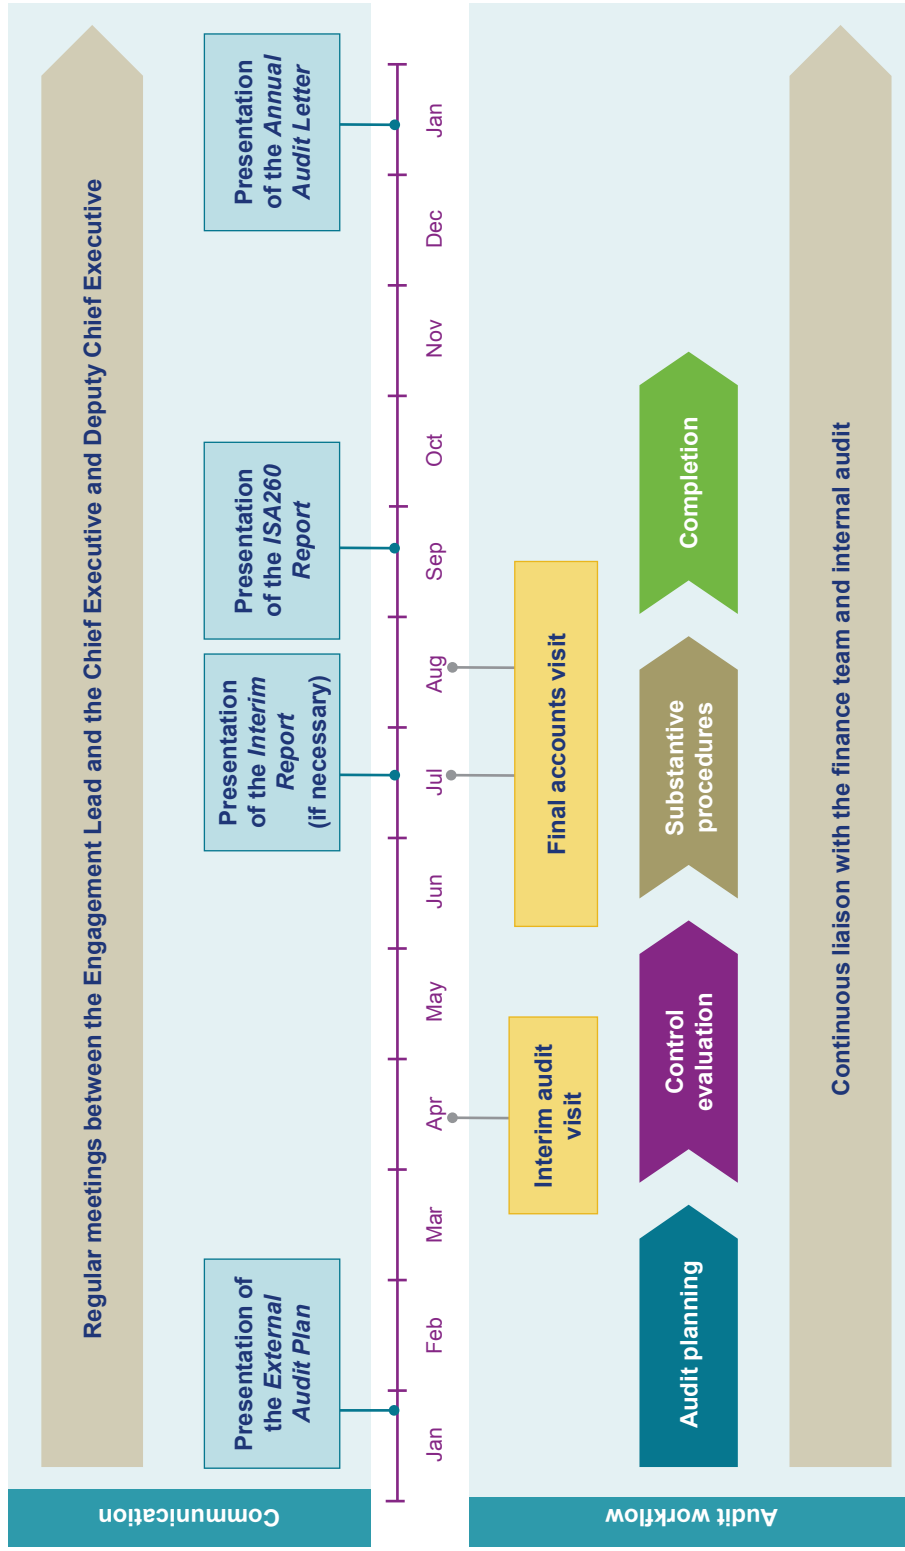 Communication
Regular meetings between the Engagement Lead and the Chief Executive and Deputy Chief Executive
Presentation of
the External
Audit Plan
Presentation
of the Interim
Report
(if necessary)
Presentation
of the ISA260
Report
Presentation
of the Annual
Audit Letter
Jan
Feb
Mar
Apr
May
Jun
Jul
Aug
Sep
Oct
Nov
Dec
Jan
Audit workflow
Interim audit
visit
Final accounts visit
Audit planning
Control
evaluation
Substantive
procedures
Completion
Continuous liaison with the finance team and internal audit